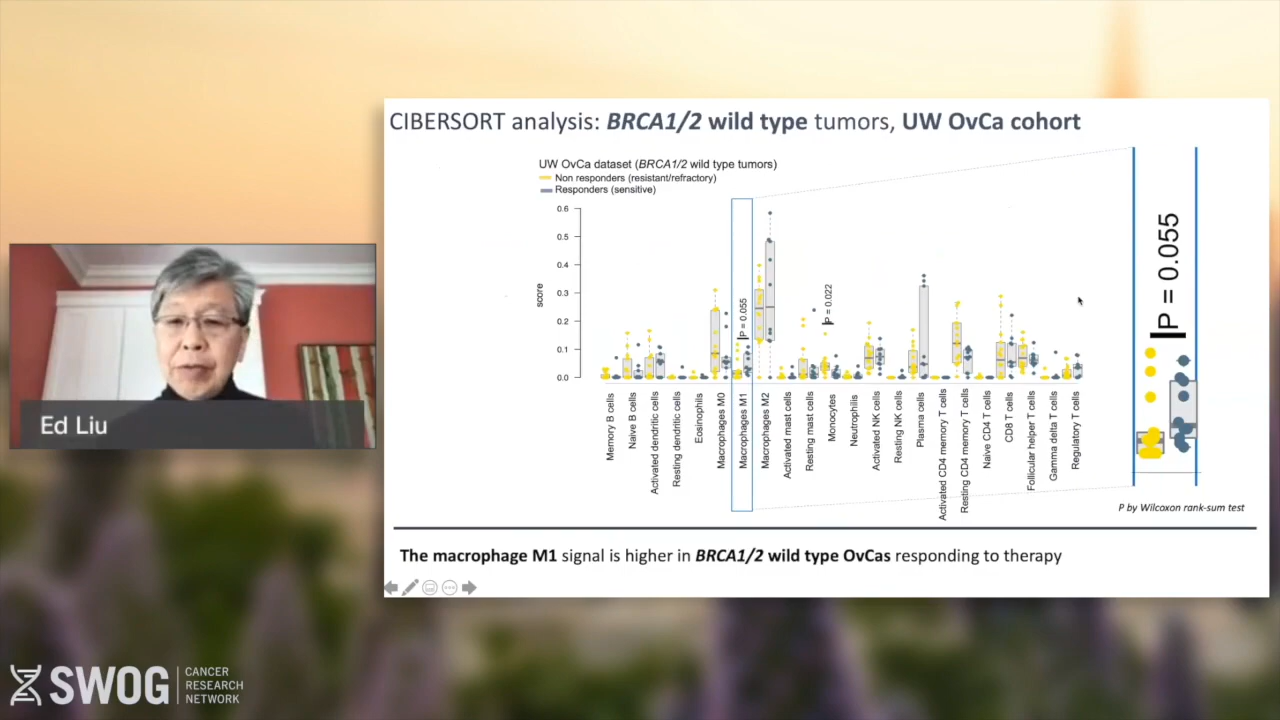 CIBERSORT analysis: BRCA1/2 wild type tumors, UW OvCa cohort
UW OvCa dataset (BRCA1/2 wild type tumors)
Non responders (resistant/refractory)
Responders (sensitive)
0.6
0.5
0.4
0.3
0.2
0.1
0.0
score
P = 0.055
P = 0.022
Memory B cells
Naive B cells
Activated dendritic cells
Resting dendritic cells
Eosinophils
Macrophages M0
Macrophages M1
Macrophages M2
Activated mast cells
Resting mast cells
Monocytes
Neutrophils
Activated NK cells
Resting NK cells
Plasma cells
Activated CD4 memory T cells
Resting CD4 memory T cells
Naive CD4 T cells
CD8 T cells
Follicular helper T cells
Gamma delta T cells
Regulatory T cells
P = 0.055
P by Wilcoxon rank-sum test
The macrophage M1 signal is higher in BRCA1/2 wild type OvCas responding to therapy
Ed Liu
SWOG
CANCER
RESEARCH
NETWORK